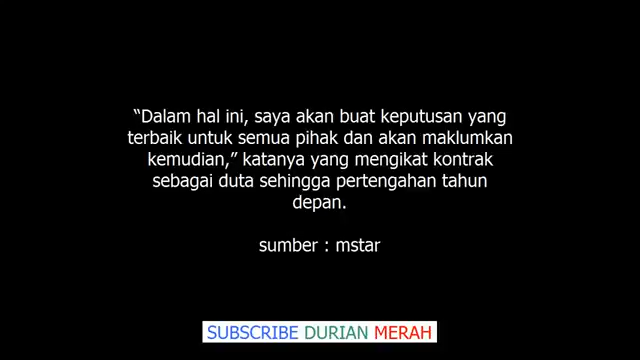 “Dalam hal ini, saya akan buat keputusan yang
terbaik untuk semua pihak dan akan maklumkan
kemudian,” katanya yang mengikat kontrak
sebagai duta sehingga pertengahan tahun
depan.
sumber : mstar
SUBSCRIBE DURIAN MERAH